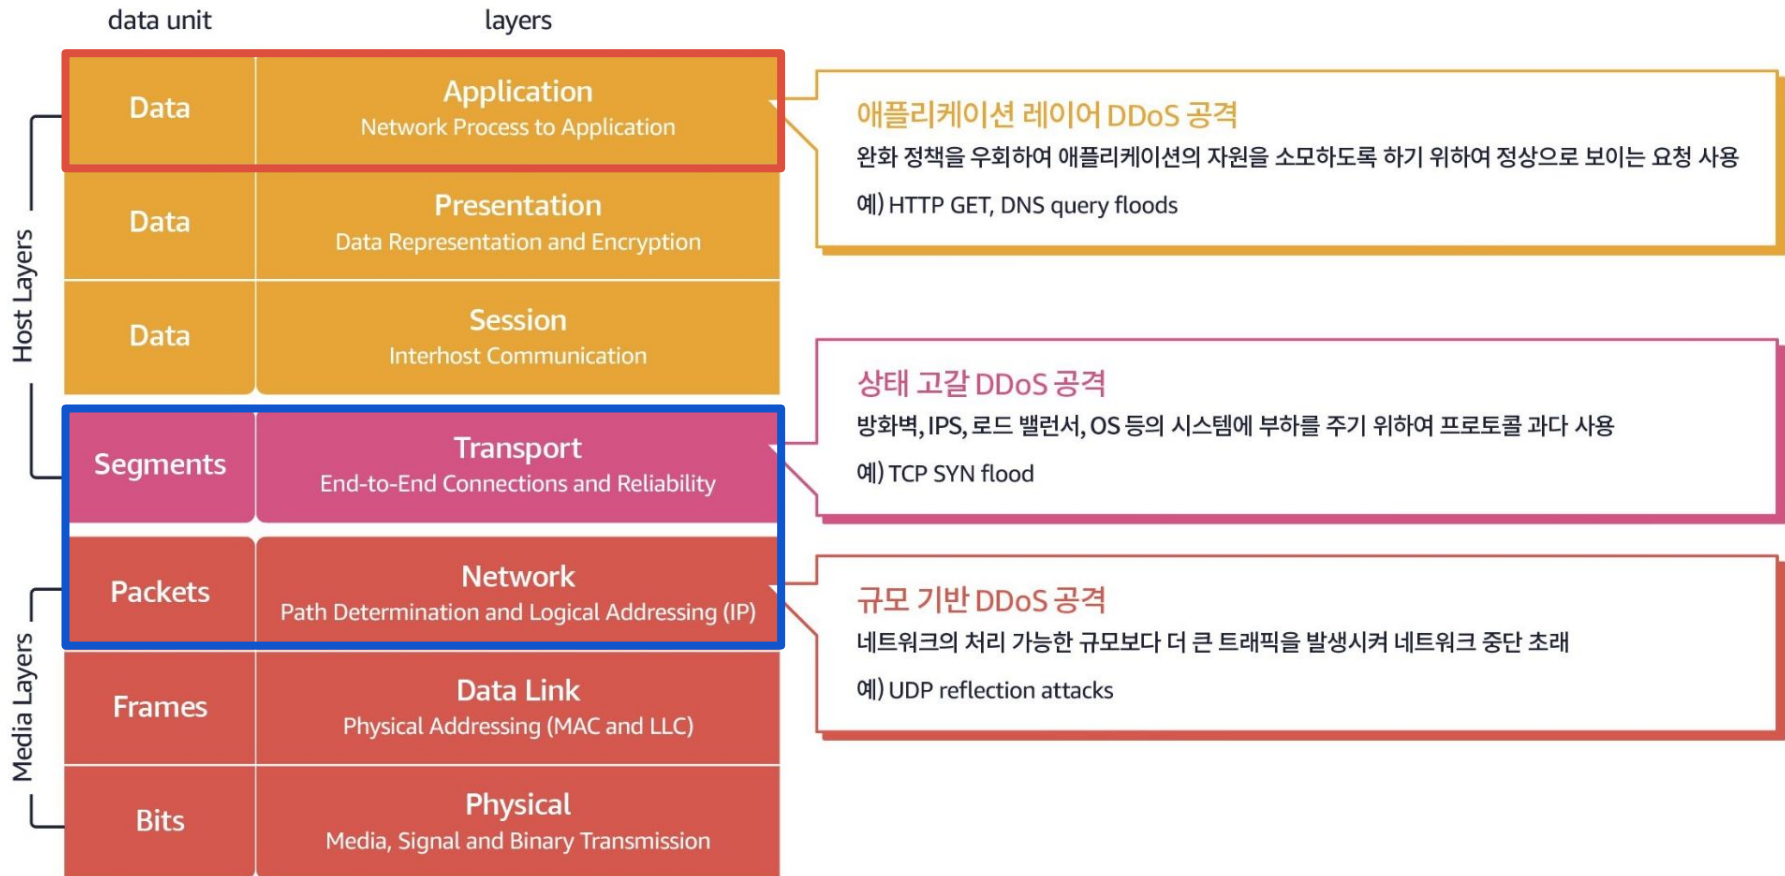 data unit
layers
Host Layers
Data
Application
Network Process to Application
Data
Presentation
Data Representation and Encryption
Data
Session
Interhost Communication
Segments
Transport
End-to-End Connections and Reliability
Media Layers
Packets
Network
Path Determination and Logical Addressing (IP)
Frames
Data Link
Physical Addressing (MAC and LLC)
Bits
Physical
Media, Signal and Binary Transmission
애플리케이션 레이어 DDoS 공격
완화 정책을 우회하여 애플리케이션의 자원을 소모하도록 하기 위하여 정상으로 보이는 요청 사용
예) HTTP GET, DNS query floods
상태 고갈 DDoS 공격
방화벽, IPS, 로드 밸런서, OS 등의 시스템에 부하를 주기 위하여 프로토콜 과다 사용
예) TCP SYN flood
규모 기반 DDoS 공격
네트워크의 처리 가능한 규모보다 더 큰 트래픽을 발생시켜 네트워크 중단 초래
예) UDP reflection attacks